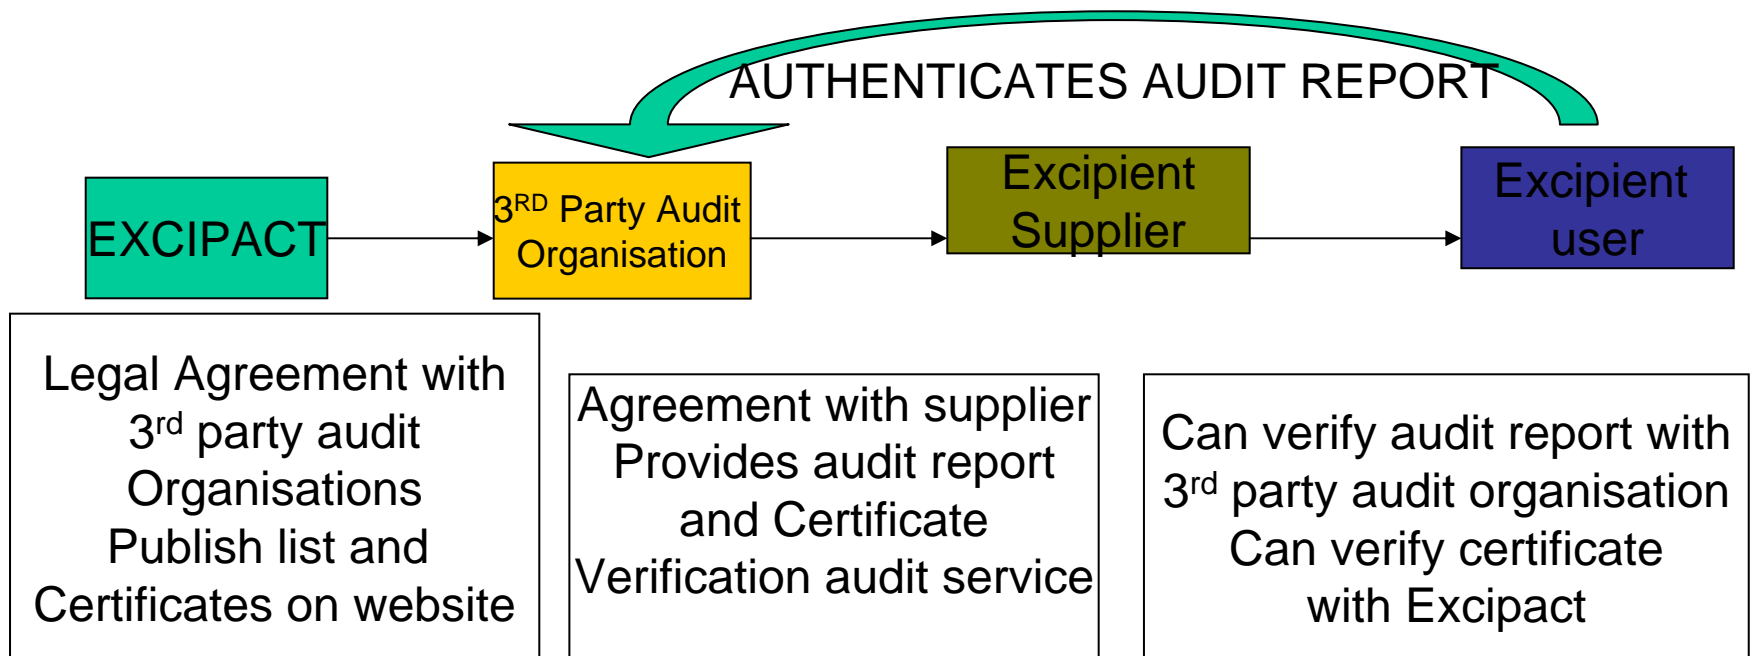 AUTHENTICATES AUDIT REPORT
EXCIPACT
3RD Party Audit
Organisation
Excipient
Supplier
Excipient
user
Legal Agreement with
3rd party audit
Organisations
Publish list and
Certificates on website
Agreement with supplier
Provides audit report
and Certificate
Verification audit service
Can verify audit report with
3rd party audit organisation
Can verify certificate
with Excipact